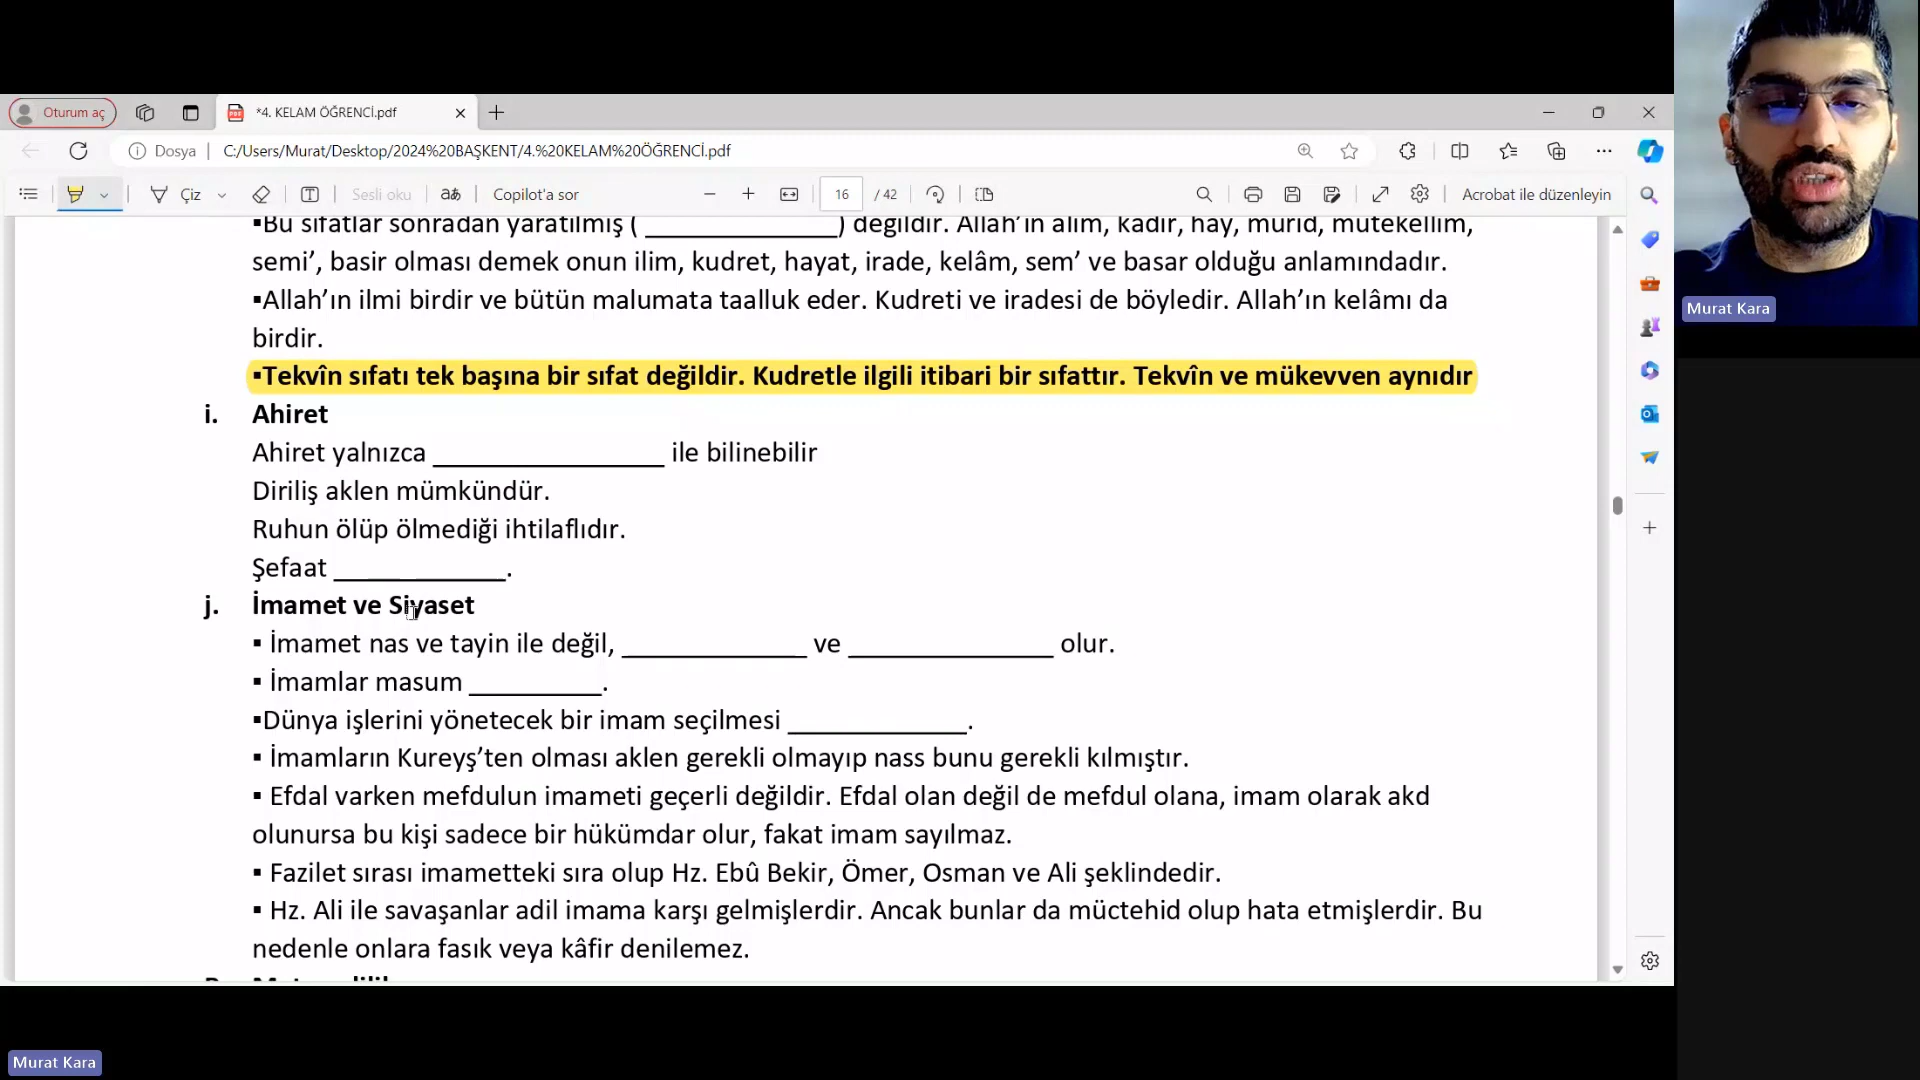 Oturum aç
*4. KELAM ÖĞRENCİ.pdf
Dosya | C:/Users/Murat/Desktop/2024%20BAŞKENT/4.%20KELAM%20ÖĞRENCİ.pdf
Çiz Sesli oku aあ Copilot'a sor 16 / 42 Acrobat ile düzenleyin
▪Bu sıfatlar sonradan yaratılmış ( ______________) değildir. Allah’ın alim, kadir, hay, mürid, mütekellim,
semi’, basir olması demek onun ilim, kudret, hayat, irade, kelâm, sem’ ve basar olduğu anlamındadır.
▪Allah’ın ilmi birdir ve bütün malumata taalluk eder. Kudreti ve iradesi de böyledir. Allah’ın kelâmı da
birdir.
▪Tekvîn sıfatı tek başına bir sıfat değildir. Kudretle ilgili itibari bir sıfattır. Tekvîn ve mükevven aynıdır
i. Ahiret
Ahiret yalnızca _________________ ile bilinebilir
Diriliş aklen mümkündür.
Ruhun ölüp ölmediği ihtilaflıdır.
Şefaat _____________.
j. İmamet ve Siyaset
▪ İmamet nas ve tayin ile değil, ______________ ve _______________ olur.
▪ İmamlar masum __________.
▪Dünya işlerini yönetecek bir imam seçilmesi _____________.
▪ İmamların Kureyş’ten olması aklen gerekli olmayıp nass bunu gerekli kılmıştır.
▪ Efdal varken mefdulun imameti geçerli değildir. Efdal olan değil de mefdul olana, imam olarak akd
olunursa bu kişi sadece bir hükümdar olur, fakat imam sayılmaz.
▪ Fazilet sırası imametteki sıra olup Hz. Ebû Bekir, Ömer, Osman ve Ali şeklindedir.
▪ Hz. Ali ile savaşanlar adil imama karşı gelmişlerdir. Ancak bunlar da müctehid olup hata etmişlerdir. Bu
nedenle onlara fasık veya kâfir denilemez.
Murat Kara
Murat Kara